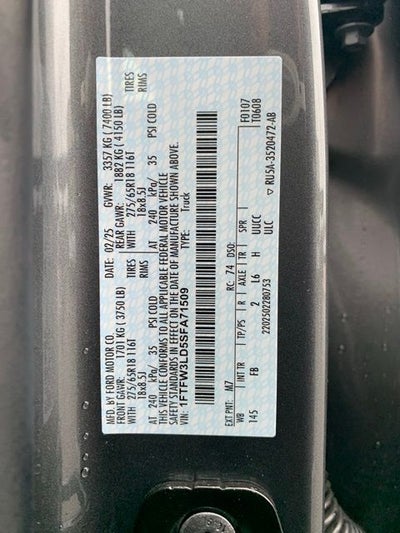 MFD. BY FORD MOTOR CO.
DATE: 02/25 GVWR: 3357 KG ( 7400 LB)
FRONT GAWR: 1701 KG ( 3750 LB) REAR GAWR: 1882 KG ( 4150 LB)
WITH 275/65R18 116T TIRES WITH 275/65R18 116T TIRES
18x8.5J RIMS 18x8.5J RIMS
AT 240 kPa/ 35 PSI COLD AT 240 kPa/ 35 PSI COLD
THIS VEHICLE CONFORMS TO ALL APPLICABLE FEDERAL MOTOR VEHICLE
SAFETY STANDARDS IN EFFECT ON THE DATE OF MANUFACTURE SHOWN ABOVE.
VIN: 1FTFW3LD5SFA71509 TYPE: Truck
F0107
T0608
EXT PNT: M7 RC: 74 DSO:
WB TP/PS R AXLE TR SPR
145 FB 2 L6 H UUCC
2202502280753 ULC
▽ RU5A-3520472-AB